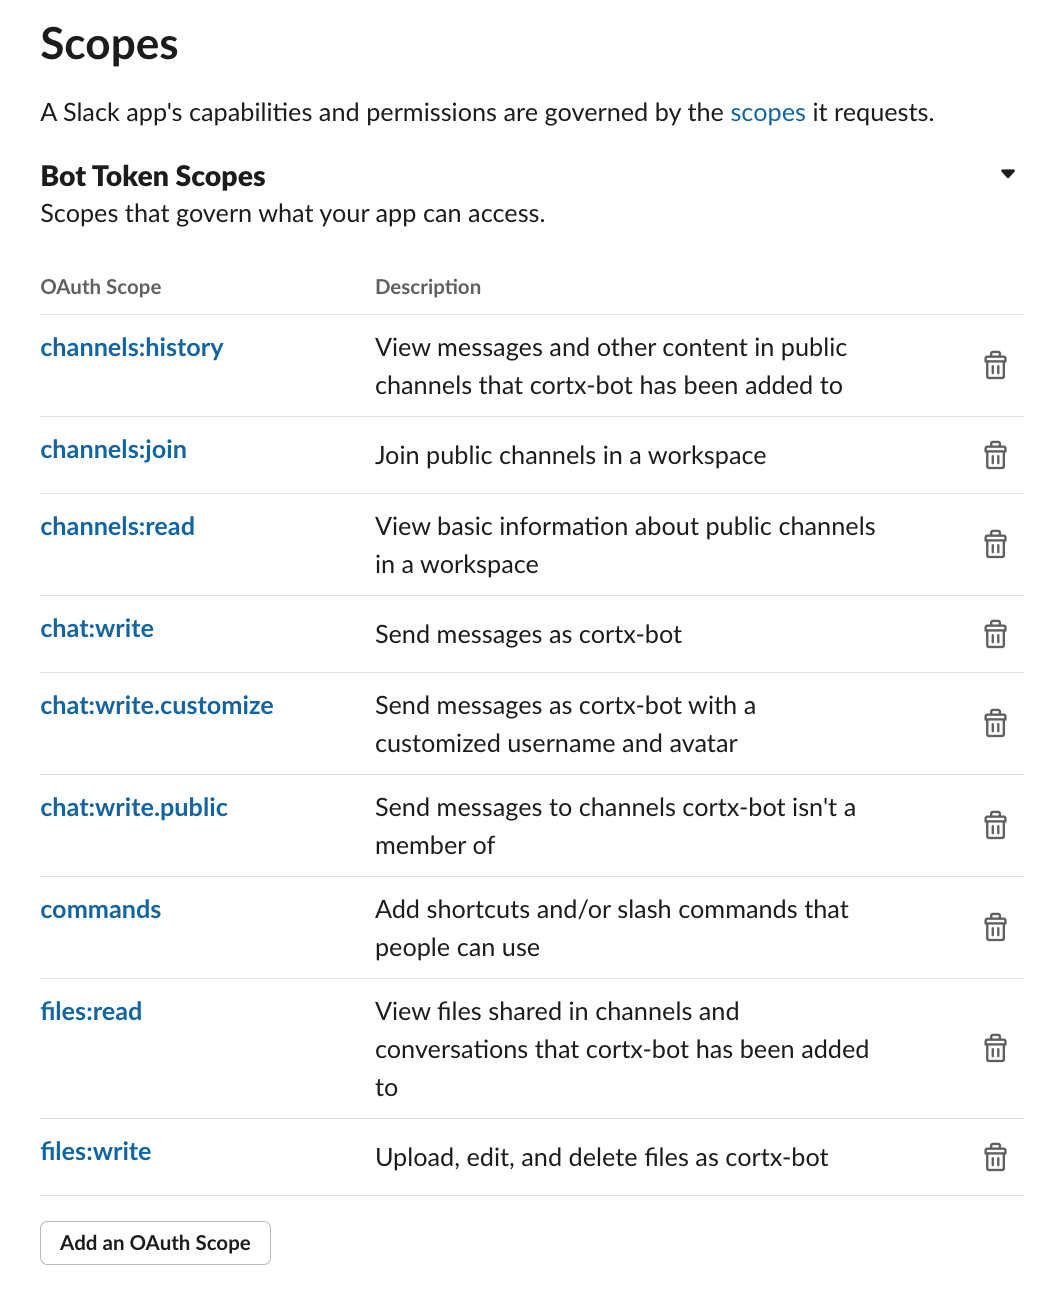 Scopes
A Slack app's capabilities and permissions are governed by the scopes it requests.
Bot Token Scopes
Scopes that govern what your app can access.
OAuth Scope Description
channels:history View messages and other content in public
channels that cortx-bot has been added to
channels:join Join public channels in a workspace
channels:read View basic information about public channels
in a workspace
chat:write Send messages as cortx-bot
chat:write.customize Send messages as cortx-bot with a
customized username and avatar
chat:write.public Send messages to channels cortx-bot isn't a
member of
commands Add shortcuts and/or slash commands that
people can use
files:read View files shared in channels and
conversations that cortx-bot has been added
to
files:write Upload, edit, and delete files as cortx-bot
Add an OAuth Scope